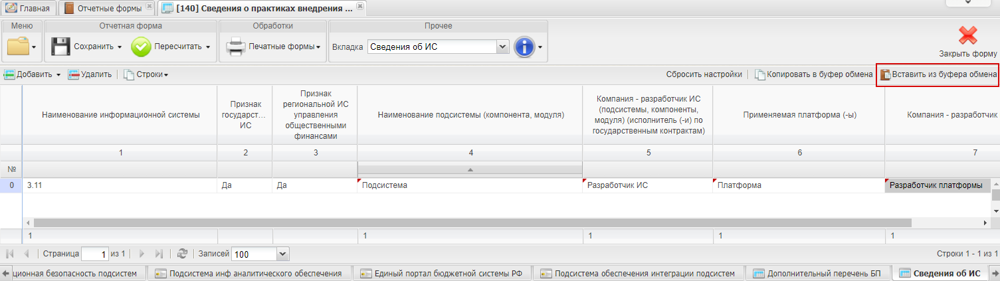 Главная
Отчетные формы
[140] Сведения о практиках внедрения ...
Меню
Отчетная форма
Обработки
Прочее
Сохранить
Пересчитать
Печатные формы
Вкладка
Сведения об ИС
Закрыть форму
Добавить
Удалить
Строки
Сбросить настройки
Копировать в буфер обмена
Вставить из буфера обмена
Наименование информационной системы
Признак
государст...
ИС
Признак
региональной ИС
управления
общественными
финансами
Наименование подсистемы (компонента, модуля)
Компания - разработчик ИС
(подсистемы, компоненты,
модуля) (исполнитель (-и) по
государственным контрактам)
Применяемая платформа (-ы)
Компания - разработчик
1
2
3
4
5
6
7
№
0
3.11
Да
Да
Подсистема
Разработчик ИС
Платформа
Разработчик платформы
1
1
1
1
1
Страница
1
из 1
Записей
100
Строки 1 - 1 из 1
ционная безопасность подсистем
Подсистема инф аналитического обеспечения
Единый портал бюджетной системы РФ
Подсистема обеспечения интеграции подсистем
Дополнительный перечень БП
Сведения об ИС